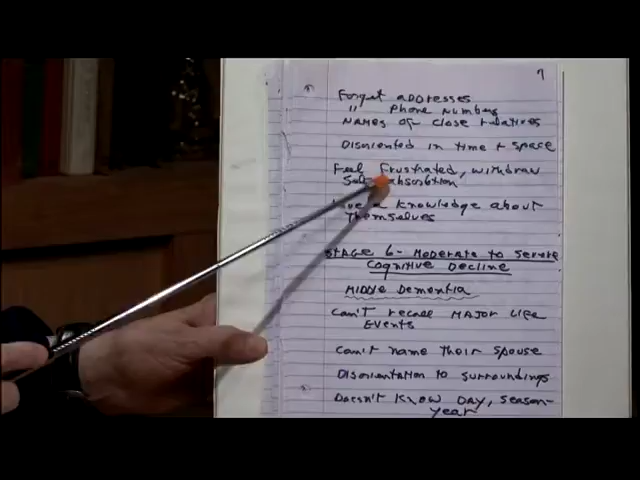 7
Forget addresses
" Phone Numbers
Names of close relatives
Disoriented in time + space
Feel Frustrated, withdraw
Self absorbtion
a knowledge about
Themselves
STAGE 6 - Moderate to severe
Cognitive Decline
Middle Dementia
Can't recall MAJOR Life
Events
Can't name their spouse
Disorientation to surroundings
Doesn't know DAY, season-
year